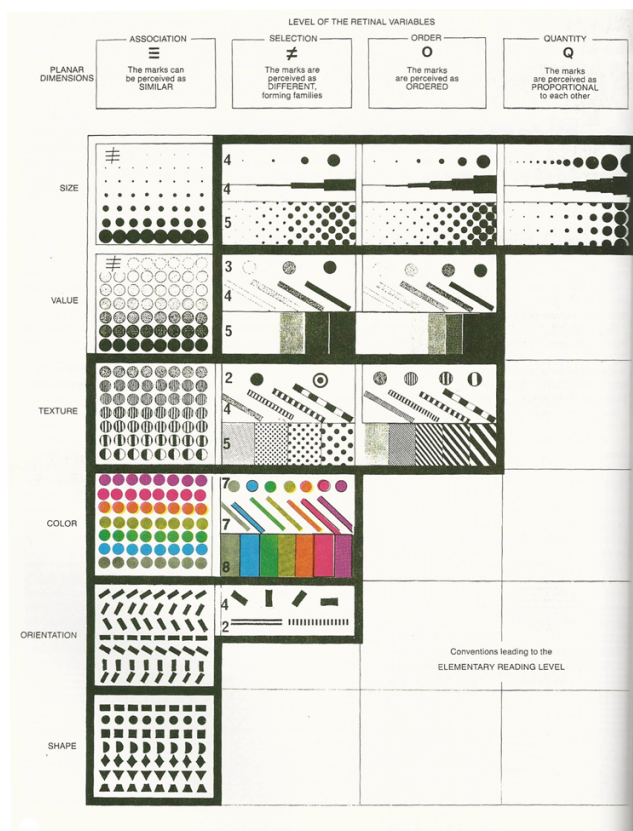 LEVEL OF THE RETINAL VARIABLES
PLANAR
DIMENSIONS
ASSOCIATION
≡
The marks can
be perceived as
SIMILAR
SELECTION
≠
The marks are
perceived as
DIFFERENT,
forming families
ORDER
O
The marks
are perceived as
ORDERED
QUANTITY
Q
The marks
are perceived as
PROPORTIONAL
to each other
SIZE
4
4
5
VALUE
3
4
5
TEXTURE
2
4
5
COLOR
7
7
8
ORIENTATION
4
2
Conventions leading to the
ELEMENTARY READING LEVEL
SHAPE